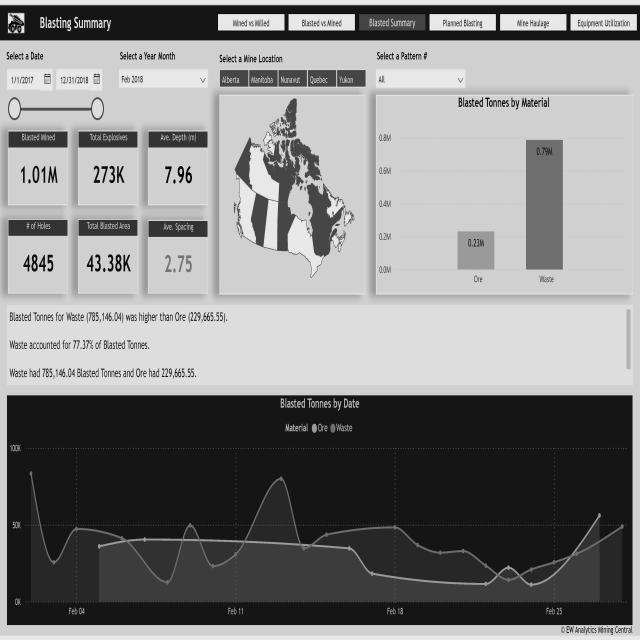 Blasting Summary
Mined vs Milled
Blasted vs Mined
Blasted Summary
Planned Blasting
Mine Haulage
Equipment Utilization
Select a Date
Select a Year Month
Select a Mine Location
Select a Pattern #
1/1/2017
12/31/2018
Feb 2018
Alberta
Manitoba
Nunavut
Quebec
Yukon
All
Blasted Mined
1.01M
Total Explosives
273K
Ave. Depth (m)
7.96
# of Holes
4845
Total Blasted Area
43.38K
Ave. Spacing
2.75
Blasted Tonnes by Material
0.8M
0.6M
0.4M
0.2M
0.0M
0.23M
0.79M
Ore
Waste
Blasted Tonnes for Waste (785,146.04) was higher than Ore (229,665.55).
Waste accounted for 77.37% of Blasted Tonnes.
Waste had 785,146.04 Blasted Tonnes and Ore had 229,665.55.
Blasted Tonnes by Date
Material Ore Waste
100K
50K
0K
Feb 04
Feb 11
Feb 18
Feb 25
© EW Analytics Mining Central